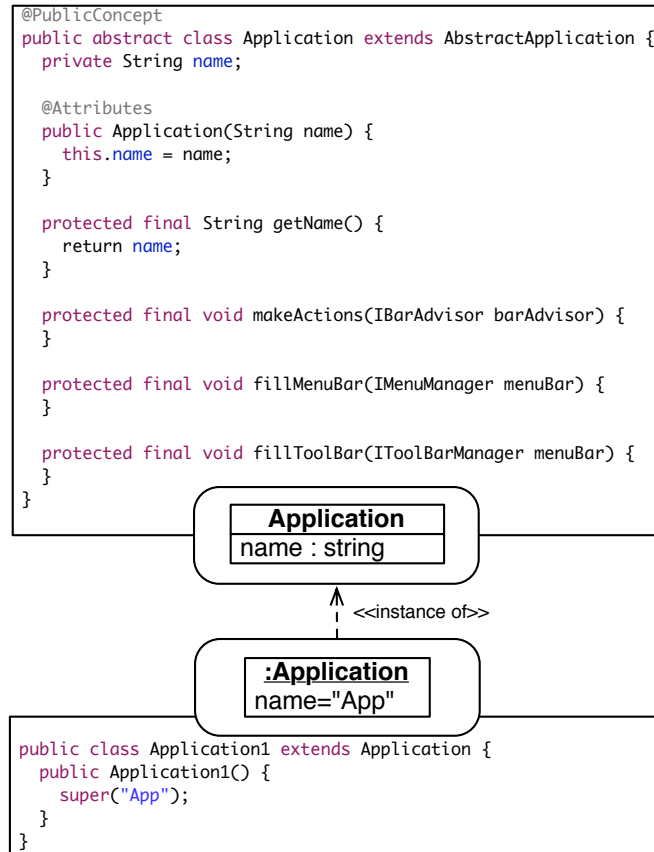 @PublicConcept
public abstract class Application extends AbstractApplication {
  private String name;

  @Attributes
  public Application(String name) {
    this.name = name;
  }

  protected final String getName() {
    return name;
  }

  protected final void makeActions(IBarAdvisor barAdvisor) {
  }

  protected final void fillMenuBar(IMenuManager menuBar) {
  }

  protected final void fillToolBar(IToolBarManager menuBar) {
  }
}
Application
name : string
<<instance of>>
:Application
name="App"
public class Application1 extends Application {
  public Application1() {
    super("App");
  }
}